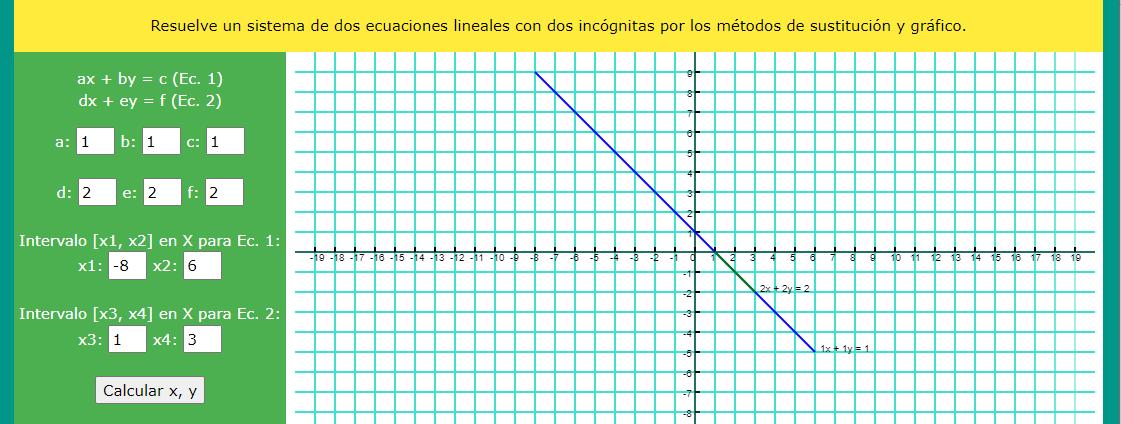 Resuelve un sistema de dos ecuaciones lineales con dos incógnitas por los métodos de sustitución y gráfico.
ax + by = c (Ec. 1)
dx + ey = f (Ec. 2)
a: 1 b: 1 c: 1
d: 2 e: 2 f: 2
Intervalo [x1, x2] en X para Ec. 1:
x1: -8 x2: 6
Intervalo [x3, x4] en X para Ec. 2:
x3: 1 x4: 3
Calcular x, y
9
8
7
6
5
4
3
2
1
-19 -18 -17 -16 -15 -14 -13 -12 -11 -10 -9 -8 -7 -6 -5 -4 -3 -2 -1 0 1 2 3 4 5 6 7 8 9 10 11 12 13 14 15 16 17 18 19
-1
-2
2x + 2y = 2
-3
-4
-5
1x + 1y = 1
-6
-7
-8